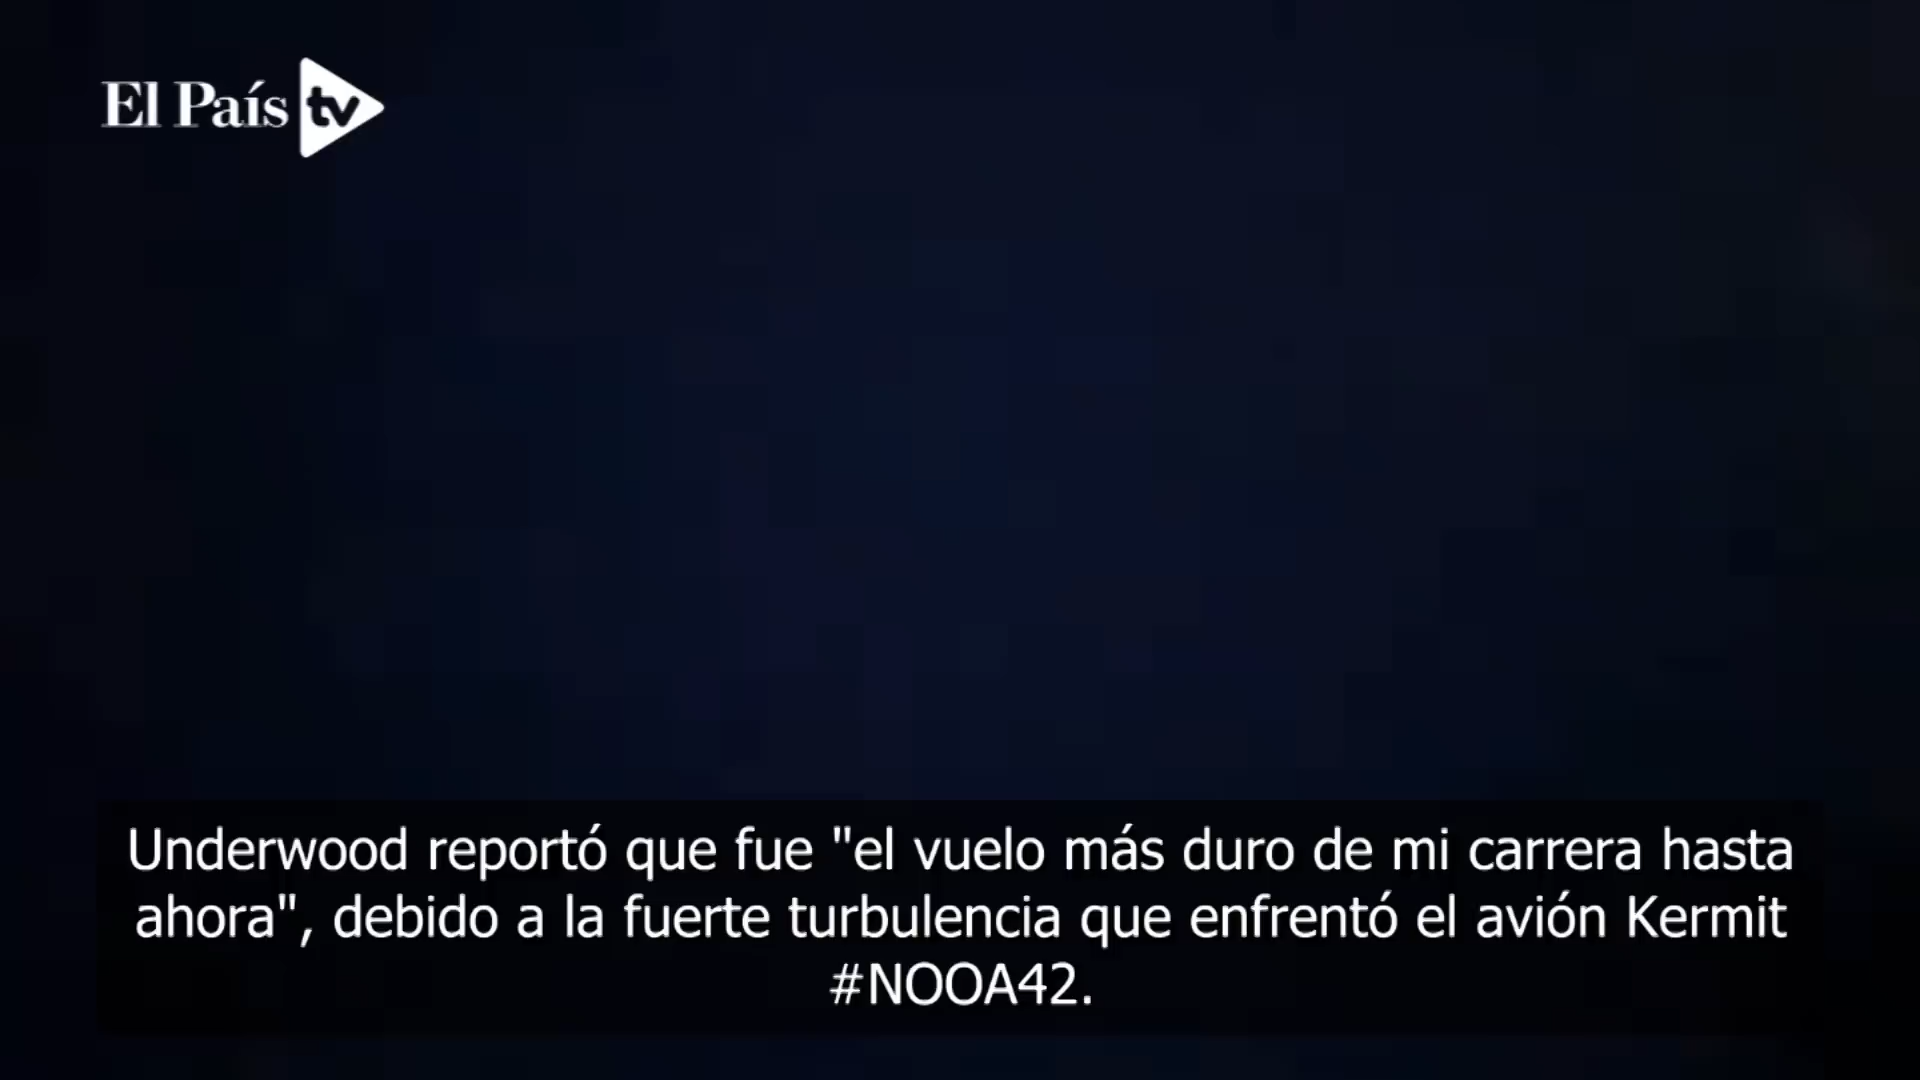 El País tv
Underwood reportó que fue "el vuelo más duro de mi carrera hasta
ahora", debido a la fuerte turbulencia que enfrentó el avión Kermit
#NOOA42.